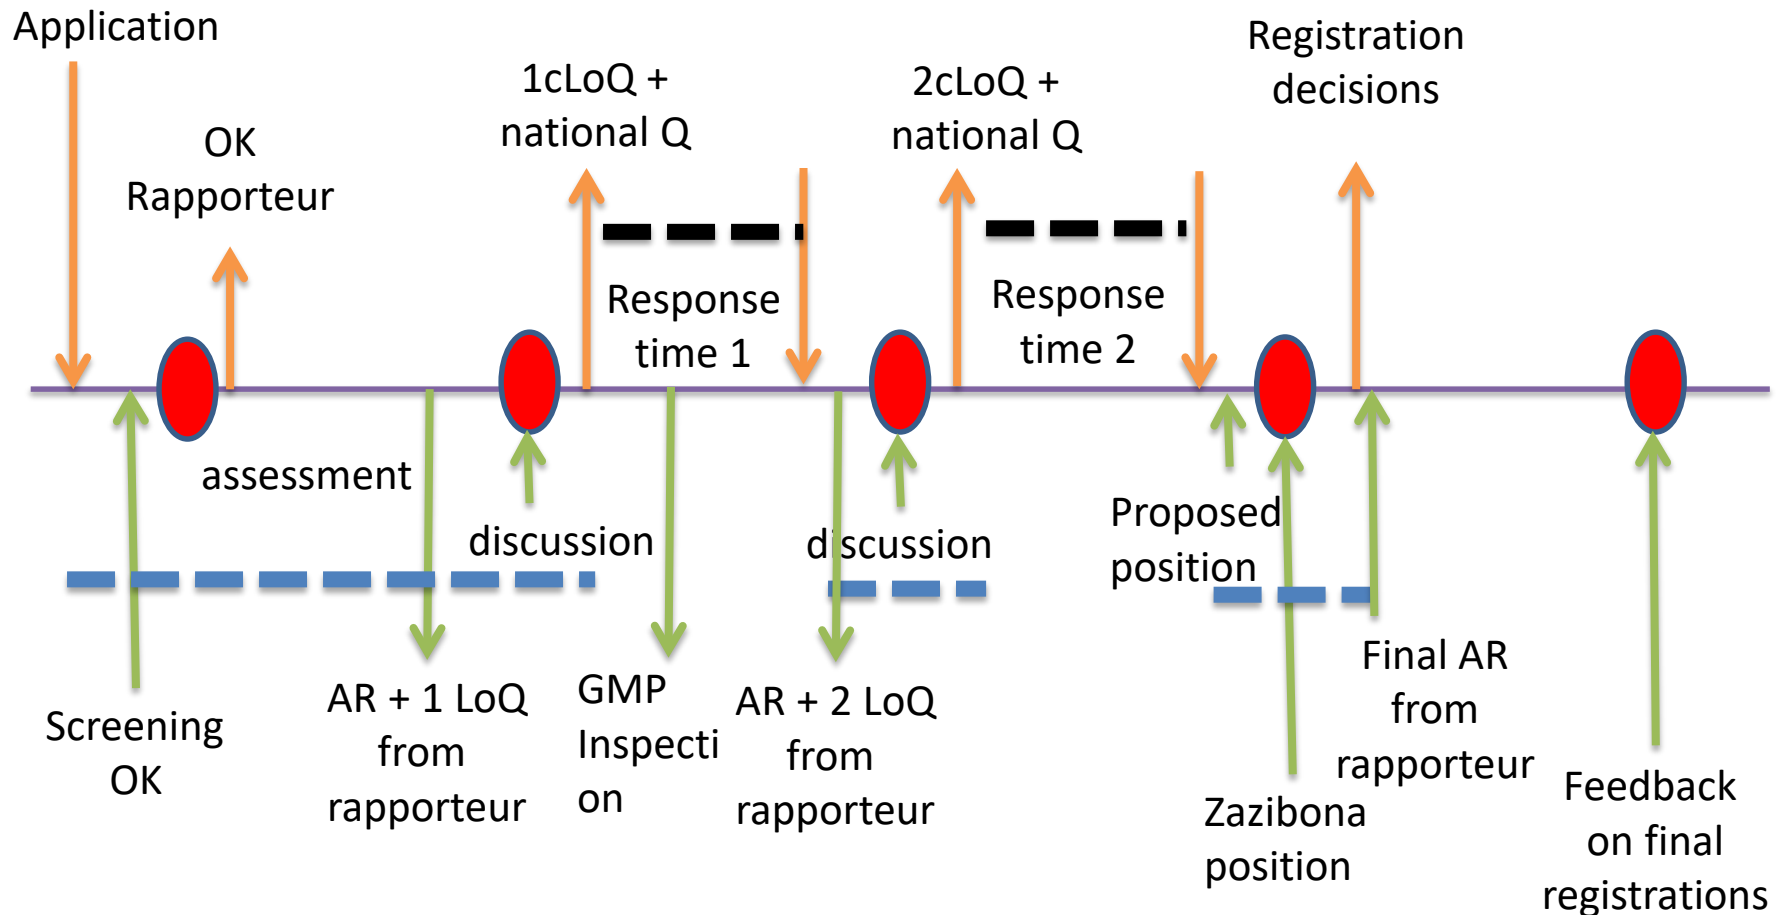 Application
OK
Rapporteur
1cLoQ +
national Q
2cLoQ +
national Q
Registration
decisions
Response
time 1
Response
time 2
assessment
discussion
discussion
Proposed
position
Screening
OK
AR + 1 LoQ
from
rapporteur
GMP
Inspecti
on
AR + 2 LoQ
from
rapporteur
Zazibona
position
Final AR
from
rapporteur
Feedback
on final
registrations